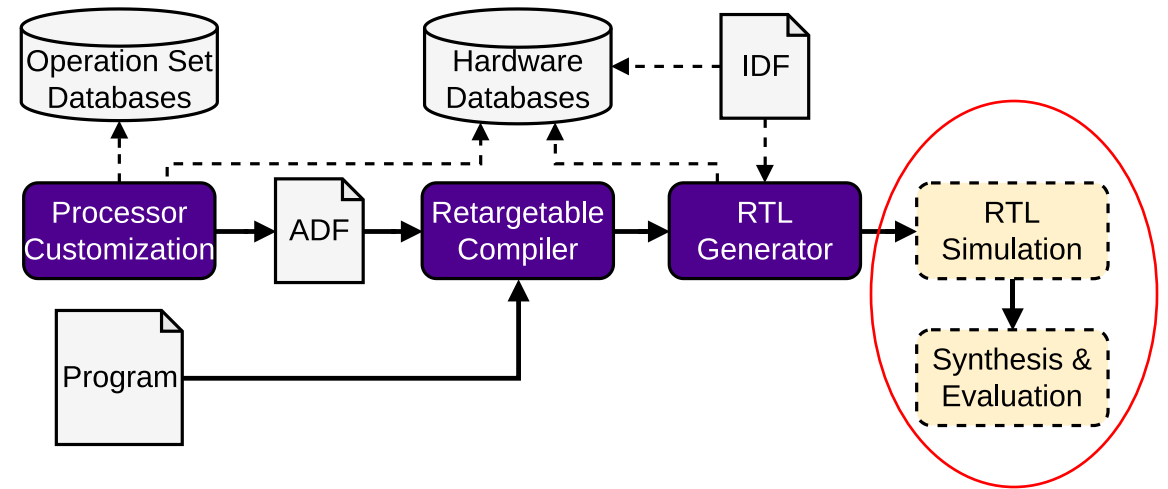 Operation Set
Databases
Hardware
Databases
IDF
Processor
Customization
ADF
Retargetable
Compiler
RTL
Generator
RTL
Simulation
Program
Synthesis &
Evaluation